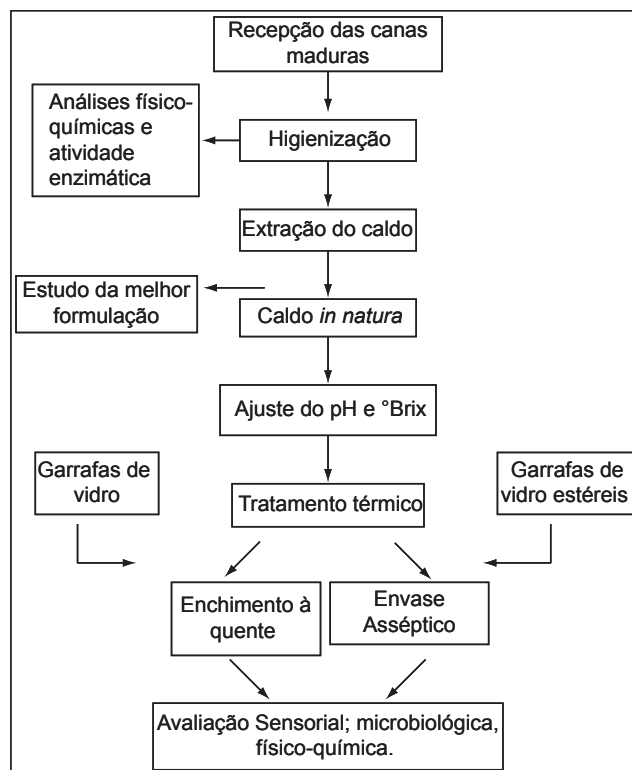 Recepção das canas
maduras
Análises físico-
químicas e
atividade
enzimática
Higienização
Extração do caldo
Estudo da melhor
formulação
Caldo in natura
Ajuste do pH e °Brix
Garrafas de
vidro
Garrafas de
vidro estéreis
Tratamento térmico
Enchimento à
quente
Envase
Asséptico
Avaliação Sensorial; microbiológica,
físico-química.